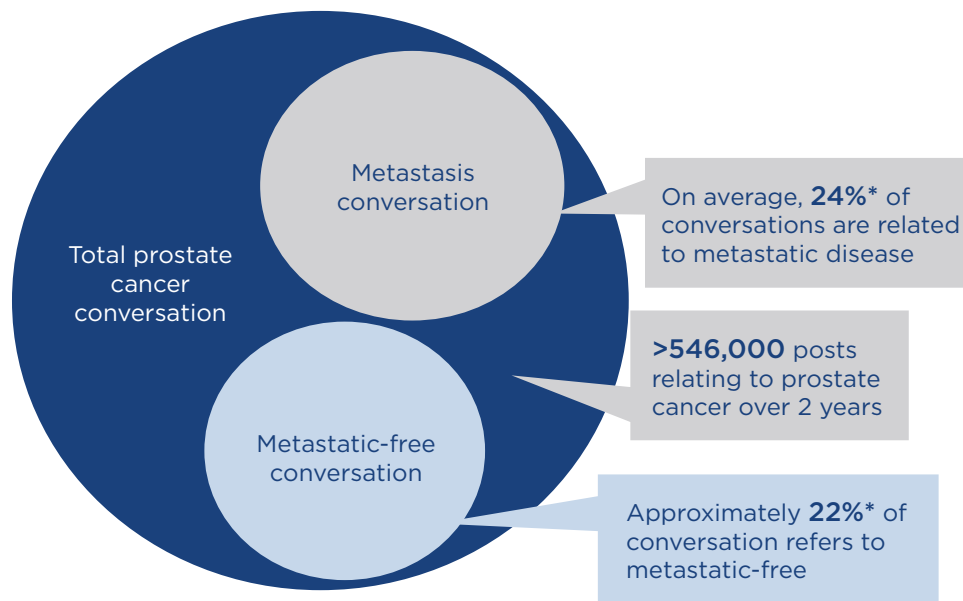 Metastasis
conversation
On average, 24%* of
conversations are related
to metastatic disease
Total prostate
cancer
conversation
>546,000 posts
relating to prostate
cancer over 2 years
Metastatic-free
conversation
Approximately 22%* of
conversation refers to
metastatic-free